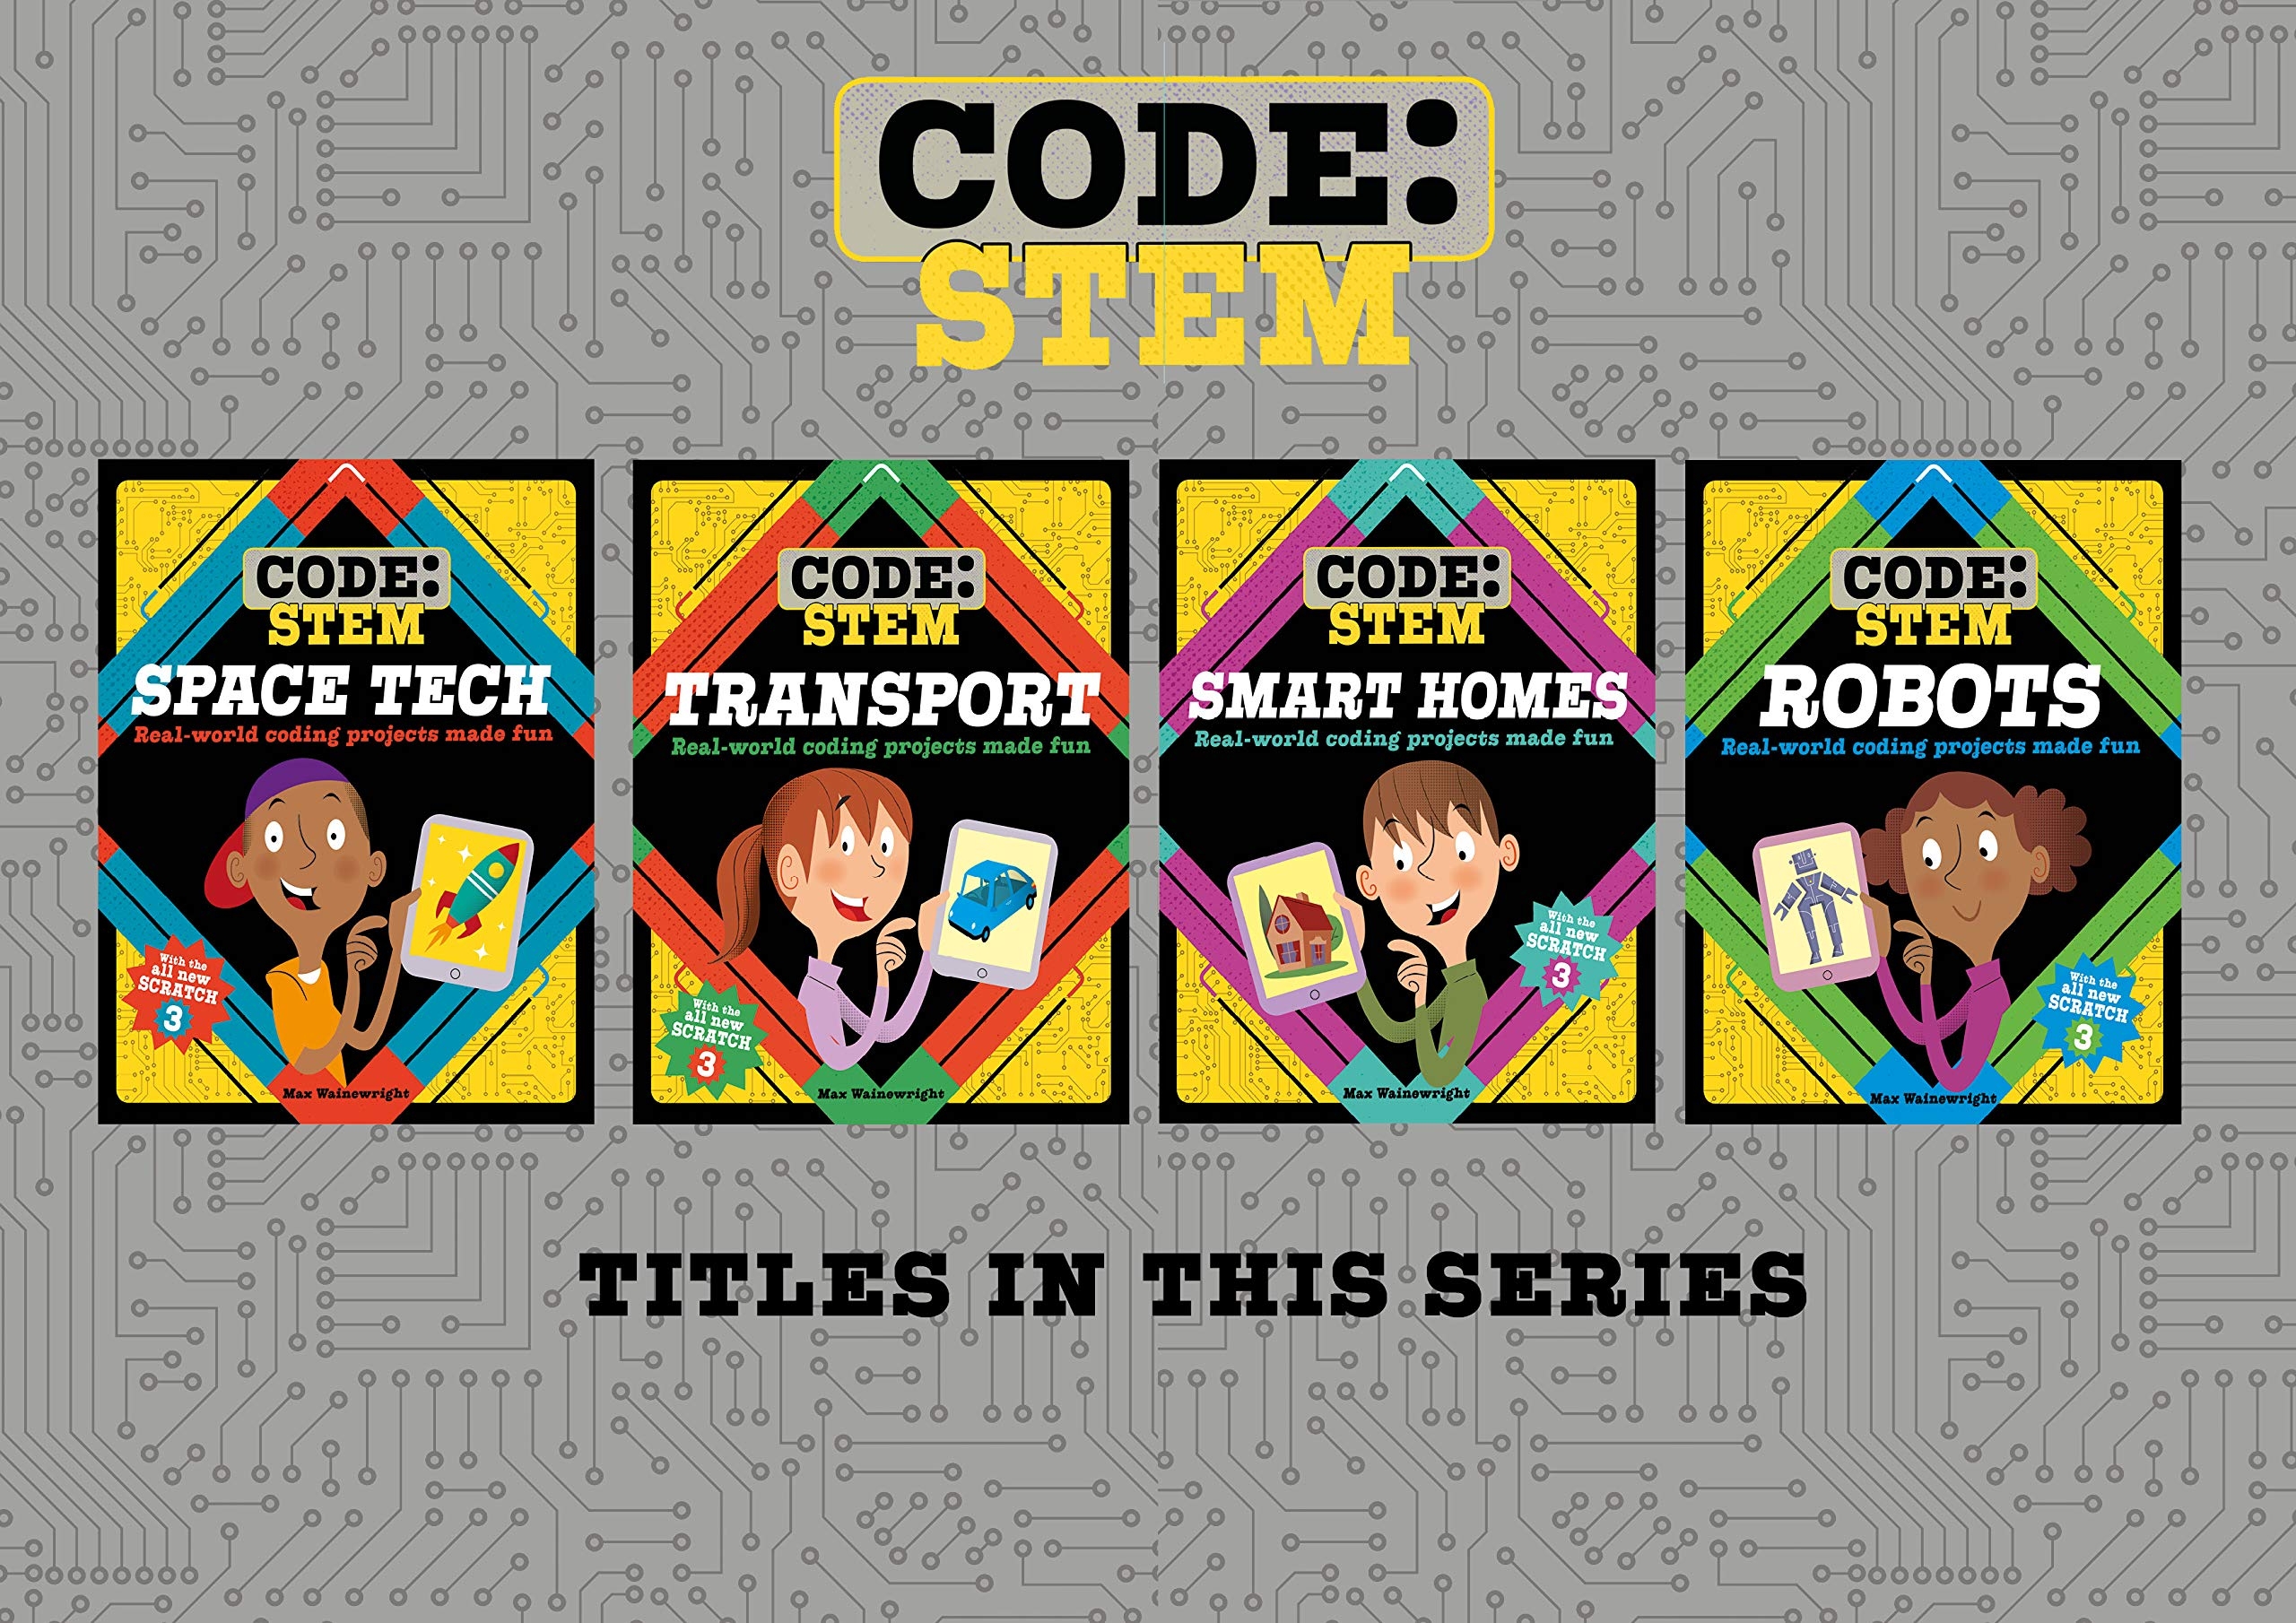 CODE:
STEM
CODE:
STEM
SPACE TECH
Real-world coding projects made fun
With the
all new
SCRATCH
3
Max Wainewright
CODE:
STEM
TRANSPORT
Real-world coding projects made fun
With the
all new
SCRATCH
3
Max Wainewright
CODE:
STEM
SMART HOMES
Real-world coding projects made fun
With the
all new
SCRATCH
3
Max Wainewright
CODE:
STEM
ROBOTS
Real-world coding projects made fun
With the
all new
SCRATCH
3
Max Wainewright
TITLES IN THIS SERIES